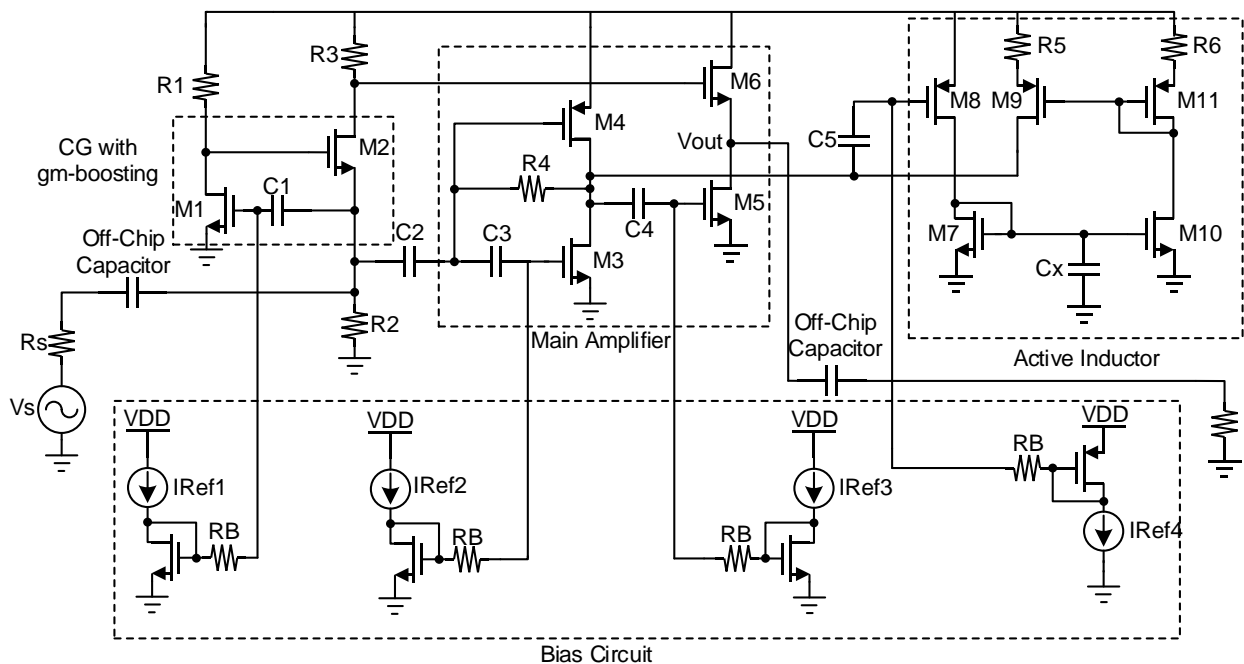 R1
R3
M6
R5
R6
M4
M8
M9
M11
CG with
gm-boosting
M2
C5
Vout
R4
M1
C1
M5
C4
M7
M10
Off-Chip
Capacitor
C2
C3
M3
Cx
R2
Off-Chip
Capacitor
Main Amplifier
Active Inductor
Rs
Vs
VDD
VDD
VDD
VDD
RB
IRef1
IRef2
IRef3
IRef4
RB
RB
RB
Bias Circuit